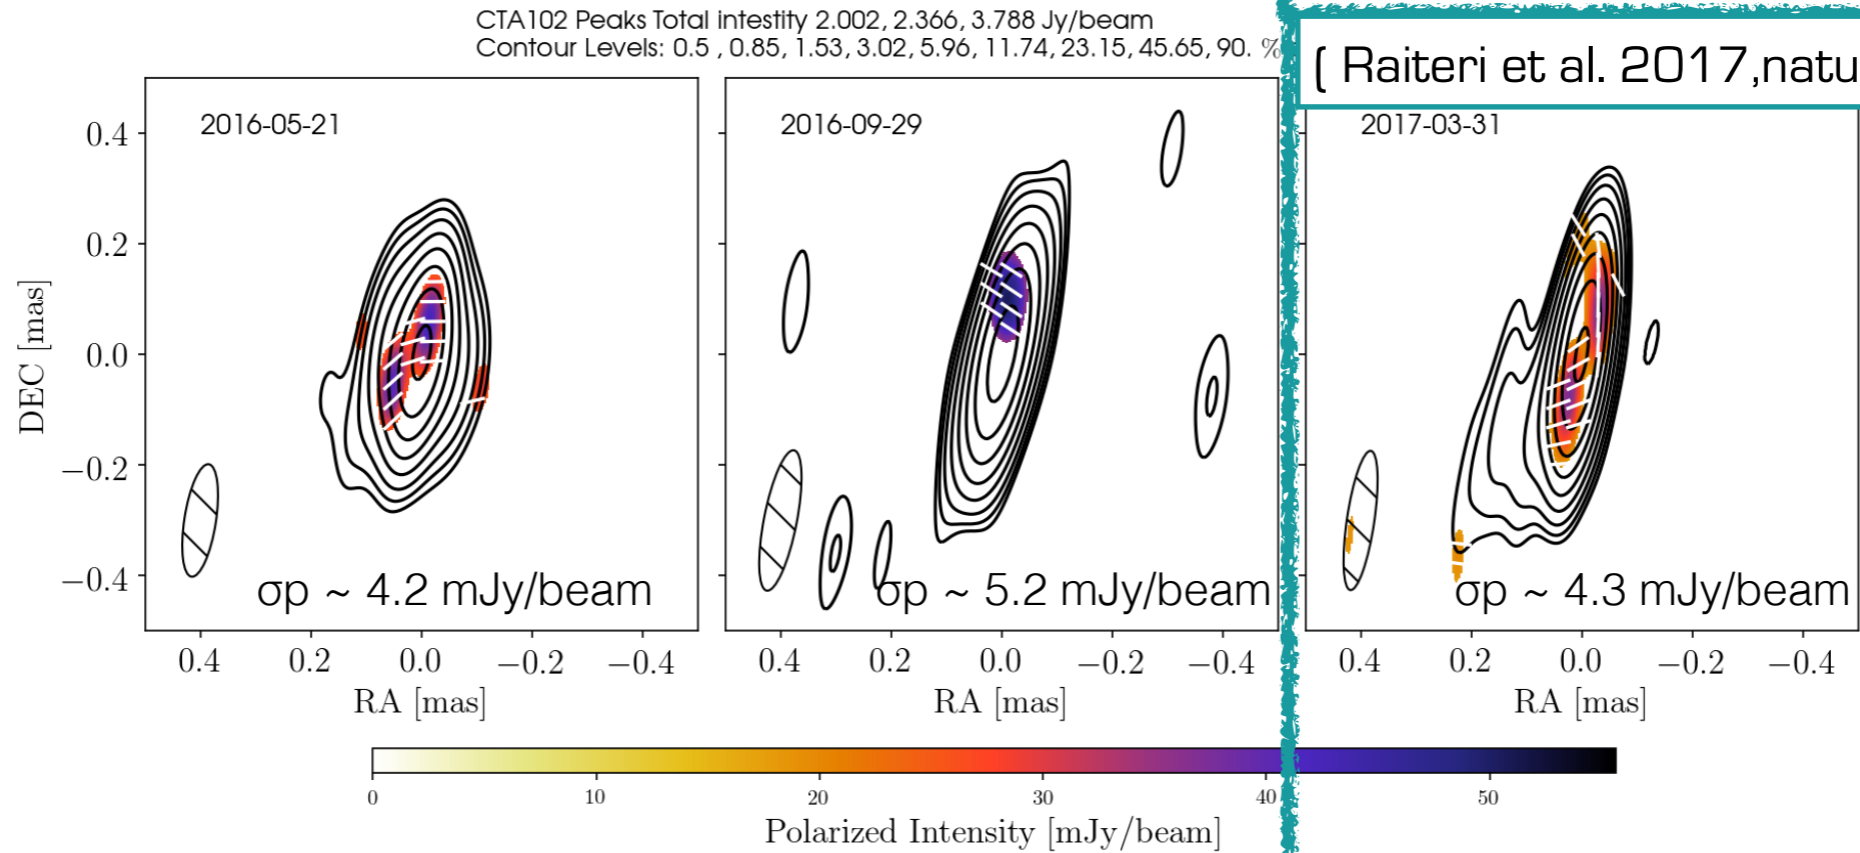 CTA102 Peaks Total intestity 2.002, 2.366, 3.788 Jy/beam
Contour Levels: 0.5 , 0.85, 1.53, 3.02, 5.96, 11.74, 23.15, 45.65, 90. %
( Raiteri et al. 2017,natu
2016-05-21
2016-09-29
2017-03-31
0.4
0.2
0.0
−0.2
−0.4
DEC [mas]
σp ~ 4.2 mJy/beam
σp ~ 5.2 mJy/beam
σp ~ 4.3 mJy/beam
0.4 0.2 0.0 −0.2 −0.4
0.4 0.2 0.0 −0.2 −0.4
0.4 0.2 0.0 −0.2 −0.4
RA [mas]
RA [mas]
RA [mas]
0 10 20 30 40 50
Polarized Intensity [mJy/beam]